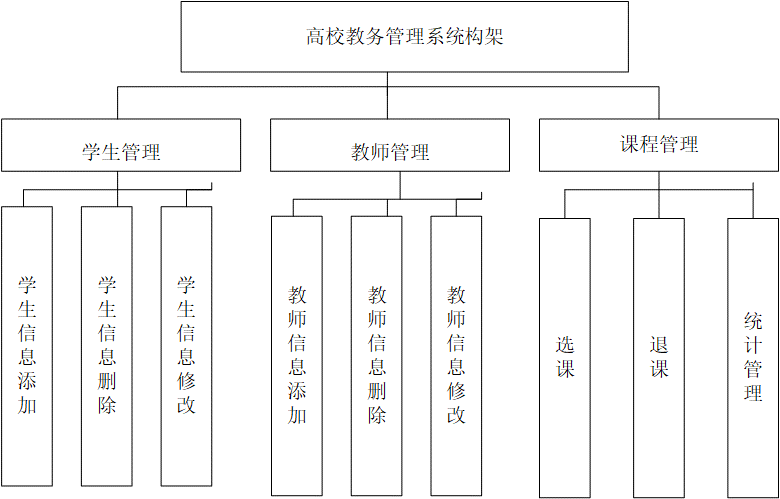 高校教务管理系统构架
学生管理
教师管理
课程管理
学生信息添加
学生信息删除
学生信息修改
教师信息添加
教师信息删除
教师信息修改
选课
退课
统计管理